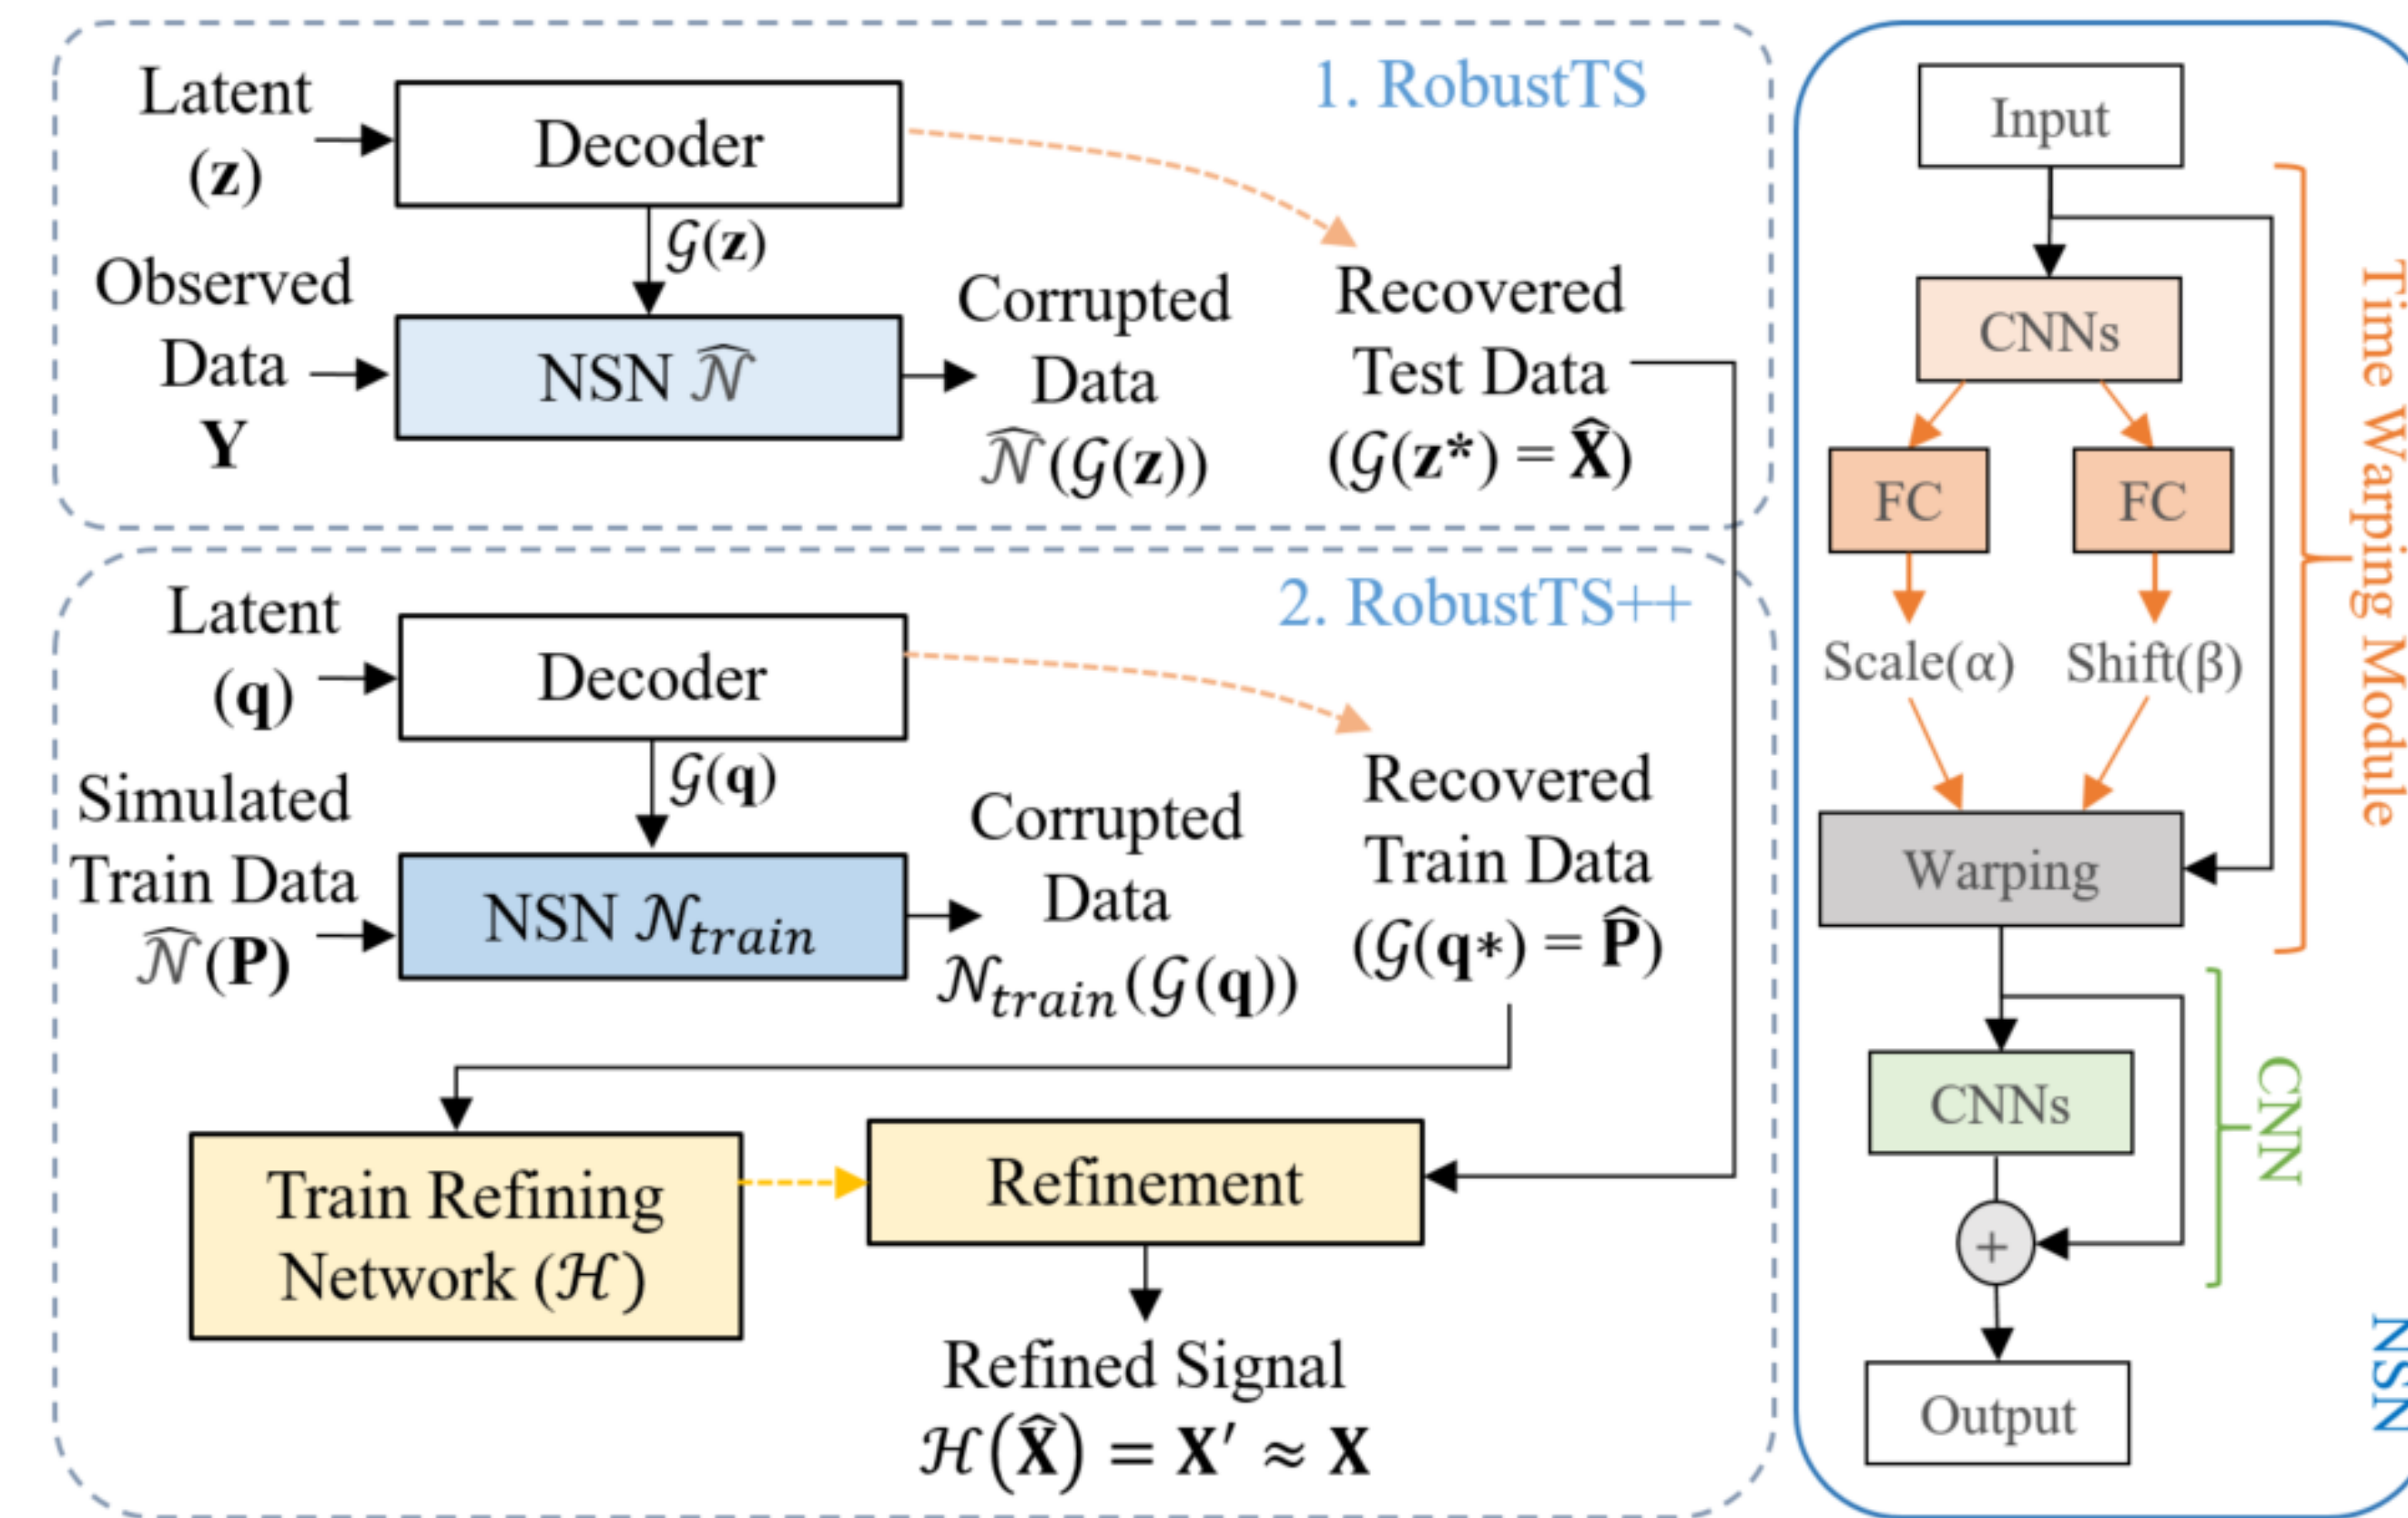 1. RobustTS
Latent
(z)
Decoder
𝒢(z)
Observed
Data
Y
NSN 𝒩̂
Corrupted
Data
𝒩̂(𝒢(z))
Recovered
Test Data
(𝒢(z*) = X̂)
2. RobustTS++
Latent
(q)
Decoder
𝒢(q)
Simulated
Train Data
𝒩̂(P)
NSN 𝒩train
Corrupted
Data
𝒩train(𝒢(q))
Recovered
Train Data
(𝒢(q*) = P̂)
Train Refining
Network (ℋ)
Refinement
Refined Signal
ℋ(X̂) = X′ ≈ X
Input
CNNs
FC
FC
Scale(α)
Shift(β)
Warping
Time Warping Module
CNNs
CNN
+
Output
NSN